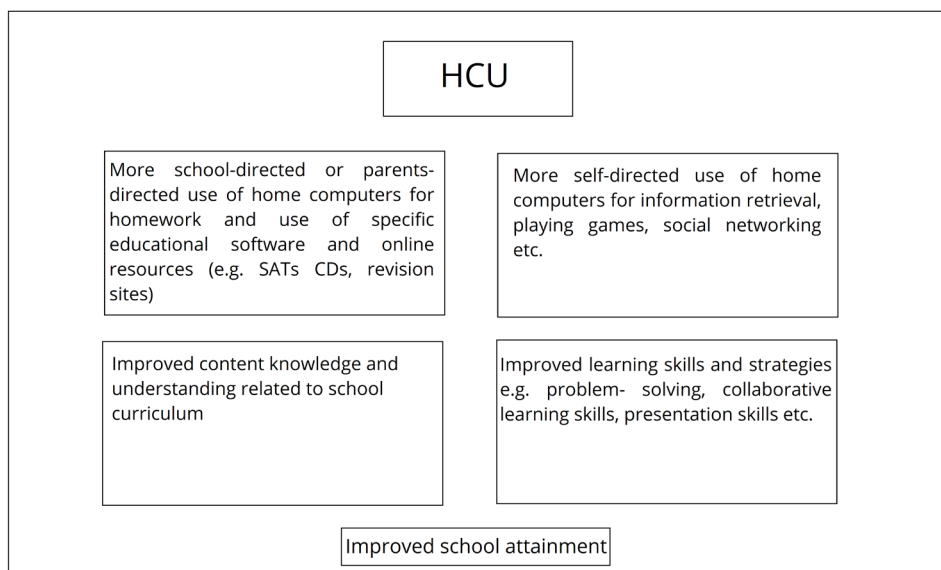 HCU
More school-directed or parents-
directed use of home computers for
homework and use of specific
educational software and online
resources (e.g. SATs CDs, revision
sites)
More self-directed use of home
computers for information retrieval,
playing games, social networking
etc.
Improved content knowledge and
understanding related to school
curriculum
Improved learning skills and strategies
e.g. problem- solving, collaborative
learning skills, presentation skills etc.
Improved school attainment